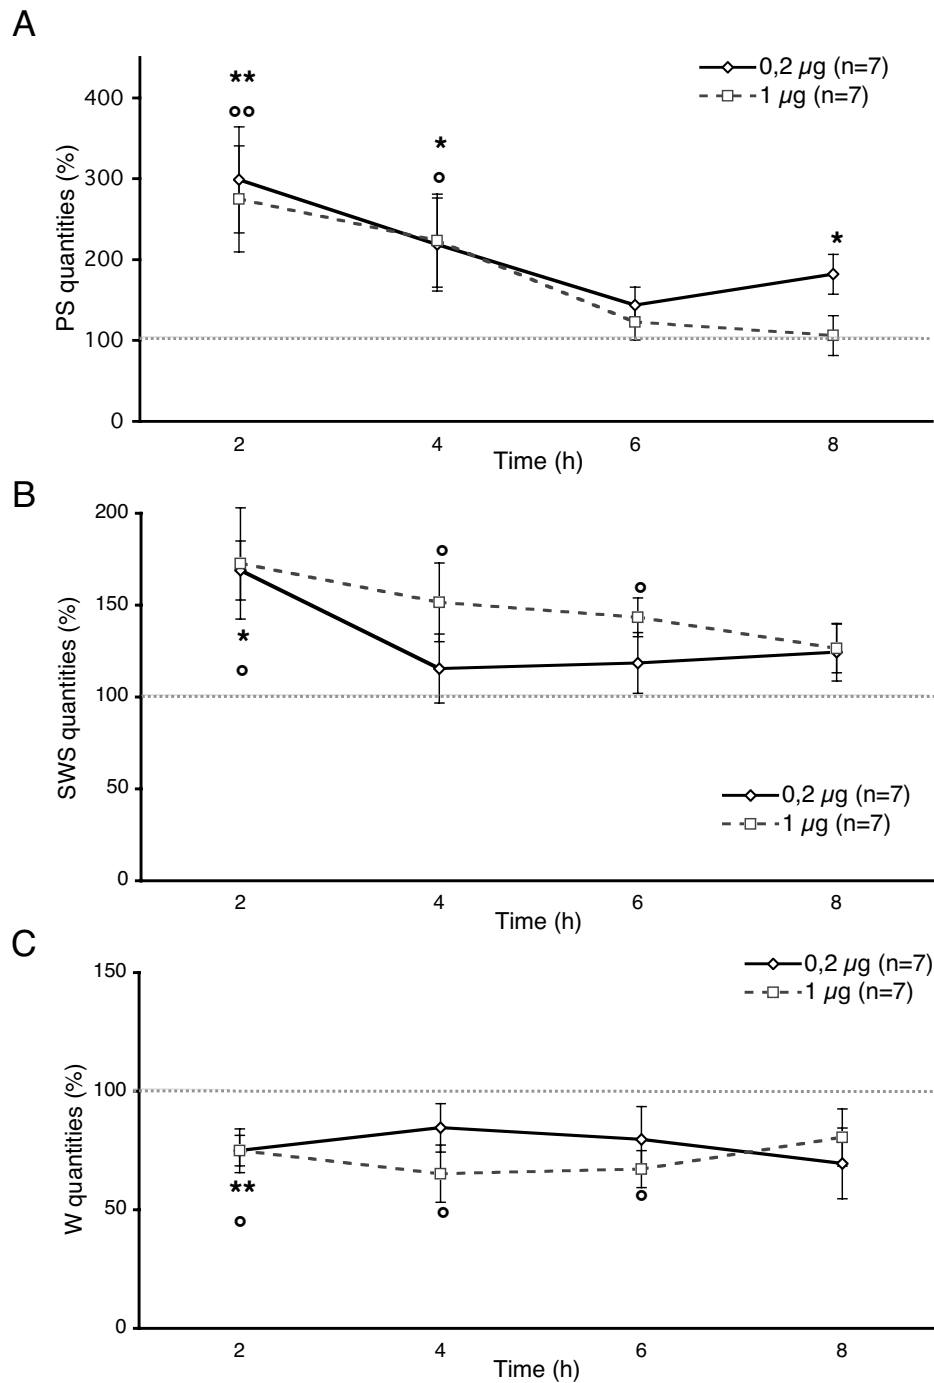 A
PS quantities (%)
400
300
200
100
0
**
°°
*
°
*
0,2 µg (n=7)
1 µg (n=7)
2 4 6 8
Time (h)
B
SWS quantities (%)
200
150
100
50
0
°
°
*
°
0,2 µg (n=7)
1 µg (n=7)
2 4 6 8
Time (h)
C
W quantities (%)
150
100
50
0
0,2 µg (n=7)
1 µg (n=7)
**
°
°
°
2 4 6 8
Time (h)